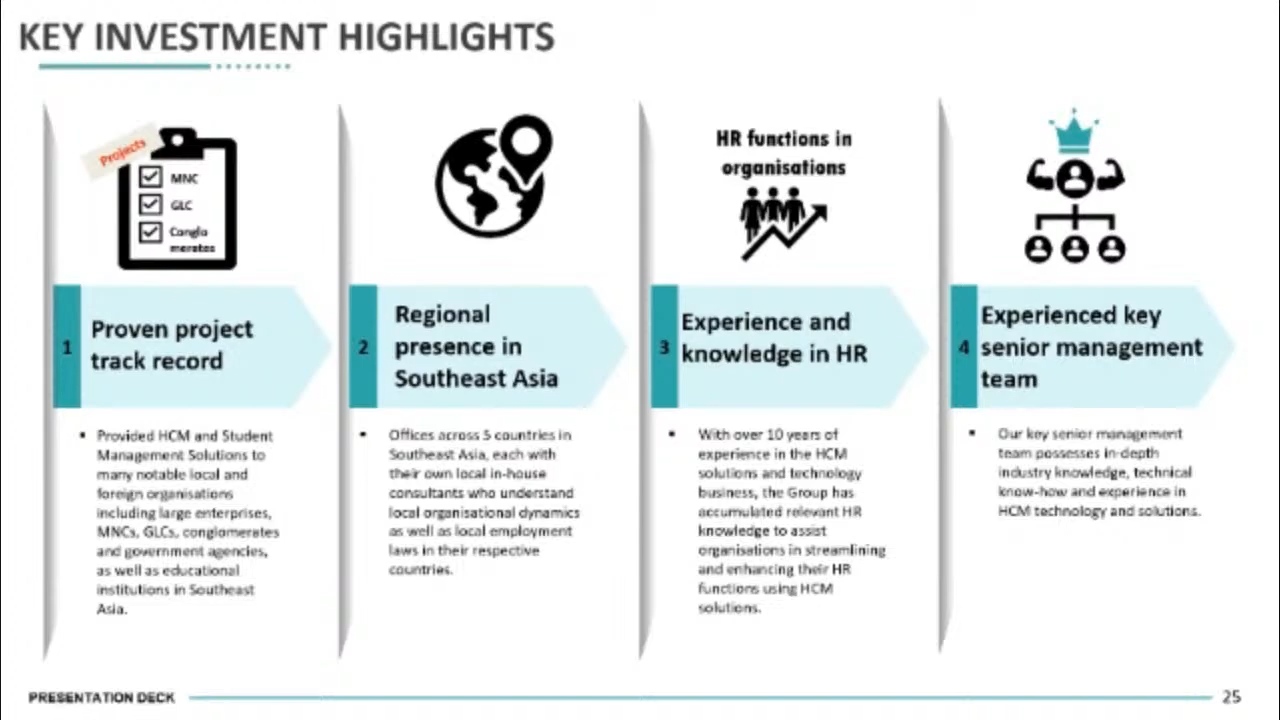 KEY INVESTMENT HIGHLIGHTS
Projects
MNC
GLC
Conglo
merates
HR functions in
organisations
1
Proven project
track record
▪ Provided HCM and Student
Management Solutions to
many notable local and
foreign organisations
including large enterprises,
MNCs, GLCs, conglomerates
and government agencies,
as well as educational
institutions in Southeast
Asia.
2
Regional
presence in
Southeast Asia
▪ Offices across 5 countries in
Southeast Asia, each with
their own local in-house
consultants who understand
local organisational dynamics
as well as local employment
laws in their respective
countries.
3
Experience and
knowledge in HR
▪ With over 10 years of
experience in the HCM
solutions and technology
business, the Group has
accumulated relevant HR
knowledge to assist
organisations in streamlining
and enhancing their HR
functions using HCM
solutions.
4
Experienced key
senior management
team
▪ Our key senior management
team possesses in-depth
industry knowledge, technical
know-how and experience in
HCM technology and solutions.
PRESENTATION DECK
25